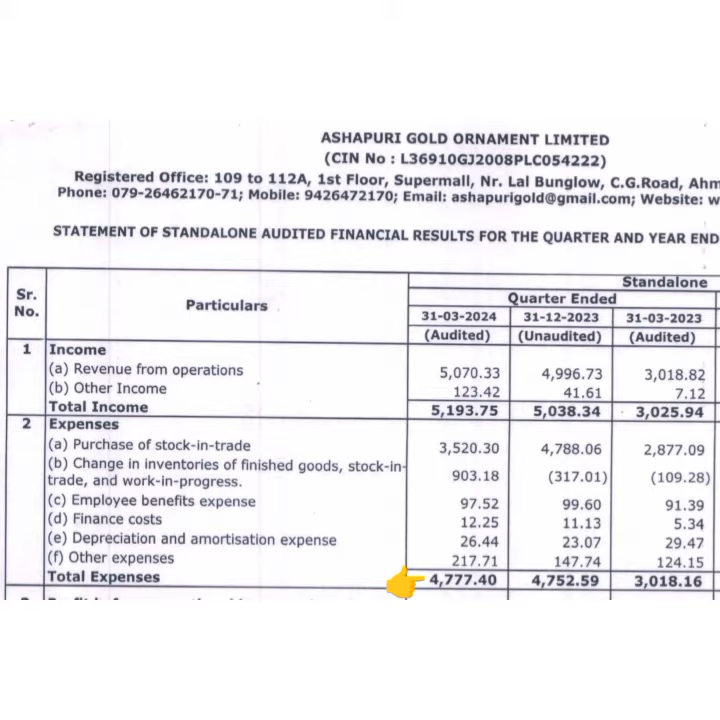 ASHAPURI GOLD ORNAMENT LIMITED
(CIN No : L36910GJ2008PLC054222)
Registered Office: 109 to 112A, 1st Floor, Supermall, Nr. Lal Bunglow, C.G.Road, Ahm
Phone: 079-26462170-71; Mobile: 9426472170; Email: ashapurigold@gmail.com; Website: w
STATEMENT OF STANDALONE AUDITED FINANCIAL RESULTS FOR THE QUARTER AND YEAR END
Sr. No. Particulars Standalone
Quarter Ended
31-03-2024 31-12-2023 31-03-2023
(Audited) (Unaudited) (Audited)
1 Income
(a) Revenue from operations 5,070.33 4,996.73 3,018.82
(b) Other Income 123.42 41.61 7.12
Total Income 5,193.75 5,038.34 3,025.94
2 Expenses
(a) Purchase of stock-in-trade 3,520.30 4,788.06 2,877.09
(b) Change in inventories of finished goods, stock-in-
trade, and work-in-progress. 903.18 (317.01) (109.28)
(c) Employee benefits expense 97.52 99.60 91.39
(d) Finance costs 12.25 11.13 5.34
(e) Depreciation and amortisation expense 26.44 23.07 29.47
(f) Other expenses 217.71 147.74 124.15
Total Expenses 4,777.40 4,752.59 3,018.16